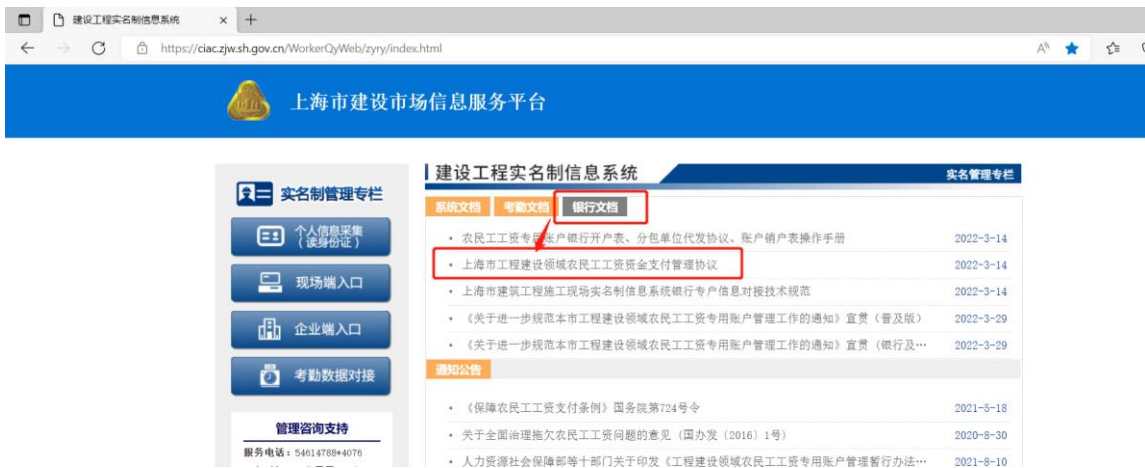 建设工程实名制信息系统
https://ciac.zjw.sh.gov.cn/WorkerQyWeb/zyry/index.html
上海市建设市场信息服务平台
实名制管理专栏
个人信息采集
（读身份证）
现场端入口
企业端入口
考勤数据对接
管理咨询支持
服务电话：54614788*4076
建设工程实名制信息系统
实名管理专栏
系统文档 考勤文档 银行文档
• 农民工工资专用账户银行开户表、分包单位代发协议、账户销户表操作手册 2022-3-14
• 上海市工程建设领域农民工工资资金支付管理协议 2022-3-14
• 上海市建筑工程施工现场实名制信息系统银行专户信息对接技术规范 2022-3-14
• 《关于进一步规范本市工程建设领域农民工工资专用账户管理工作的通知》宣贯（普及版） 2022-3-29
• 《关于进一步规范本市工程建设领域农民工工资专用账户管理工作的通知》宣贯（银行及… 2022-3-29
通知公告
• 《保障农民工工资支付条例》国务院第724号令 2021-5-18
• 关于全面治理拖欠农民工工资问题的意见（国办发〔2016〕1号） 2020-8-30
• 人力资源社会保障部等十部门关于印发《工程建设领域农民工工资专用账户管理暂行办法… 2021-8-10